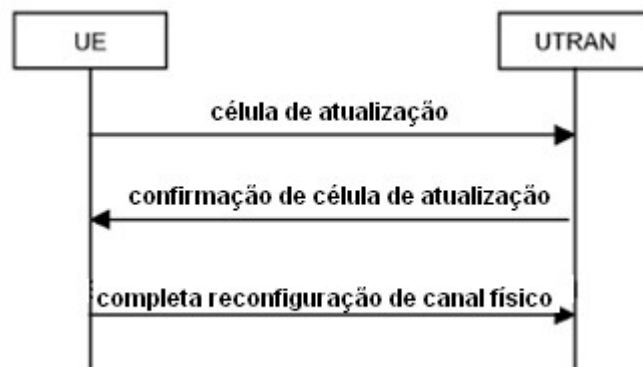 UE
UTRAN
célula de atualização
confirmação de célula de atualização
completa reconfiguração de canal físico